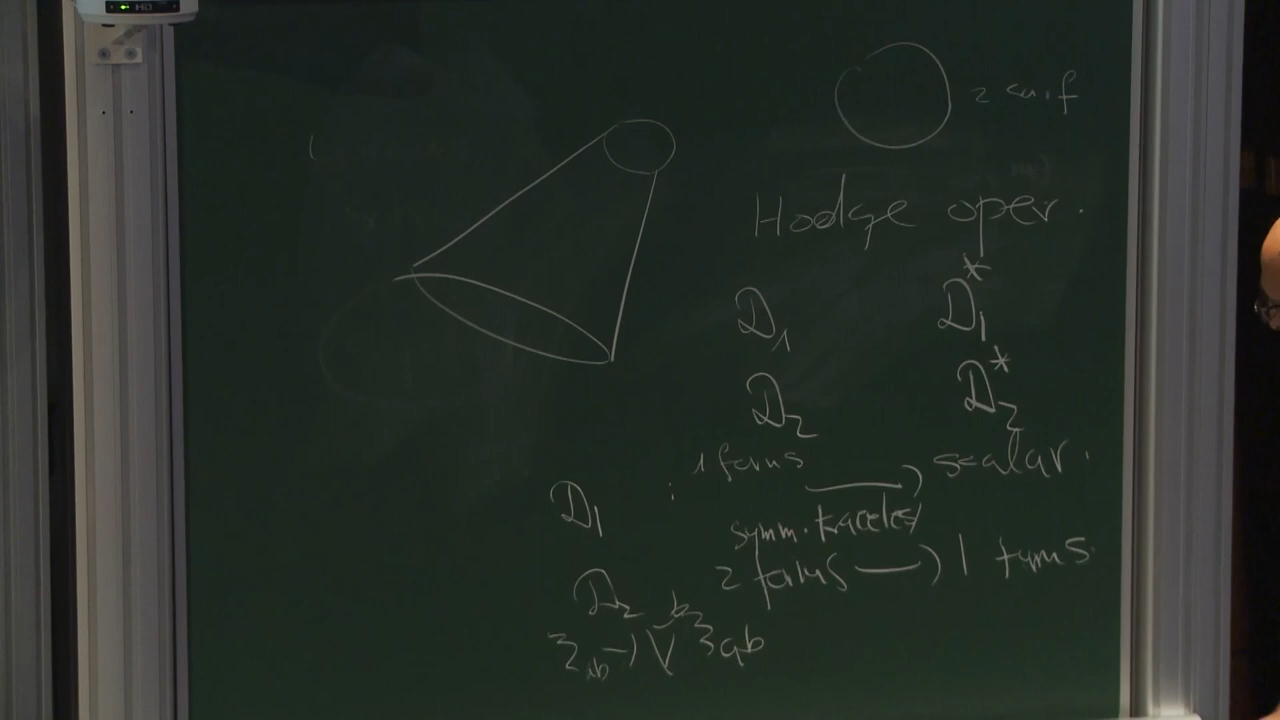 HD
2 surf
Hodge oper.
D₁ D₁*
D₂ D₂*
D₁ : 1 forms → scalar.
symm. traceless
D₂ 2 forms → 1 forms.
ξab → ∇ᵇ ξab